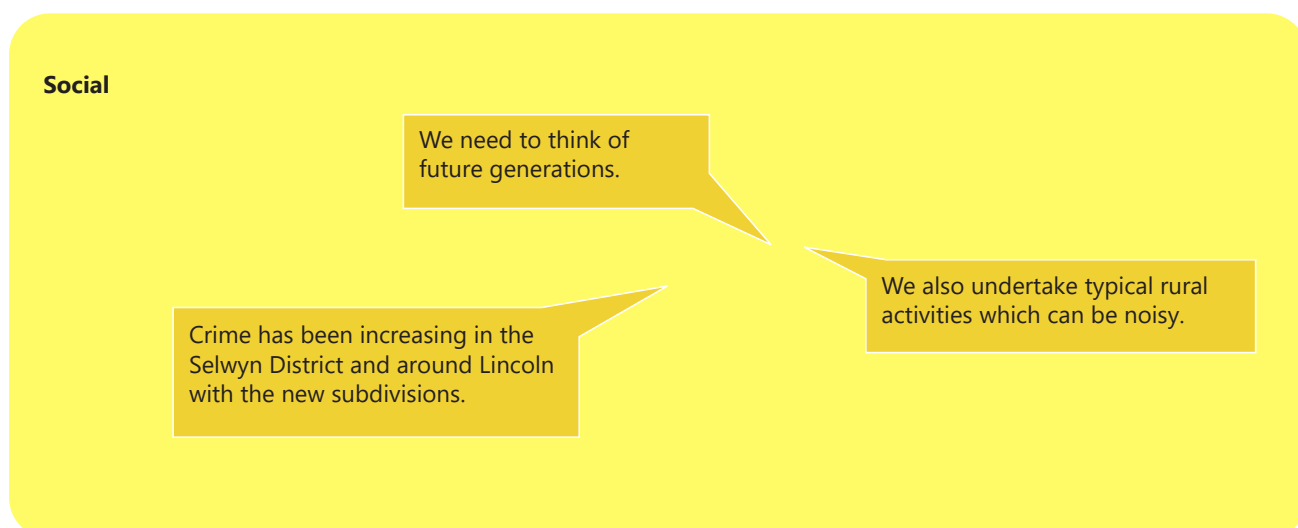 Social
We need to think of
future generations.
We also undertake typical rural
activities which can be noisy.
Crime has been increasing in the
Selwyn District and around Lincoln
with the new subdivisions.